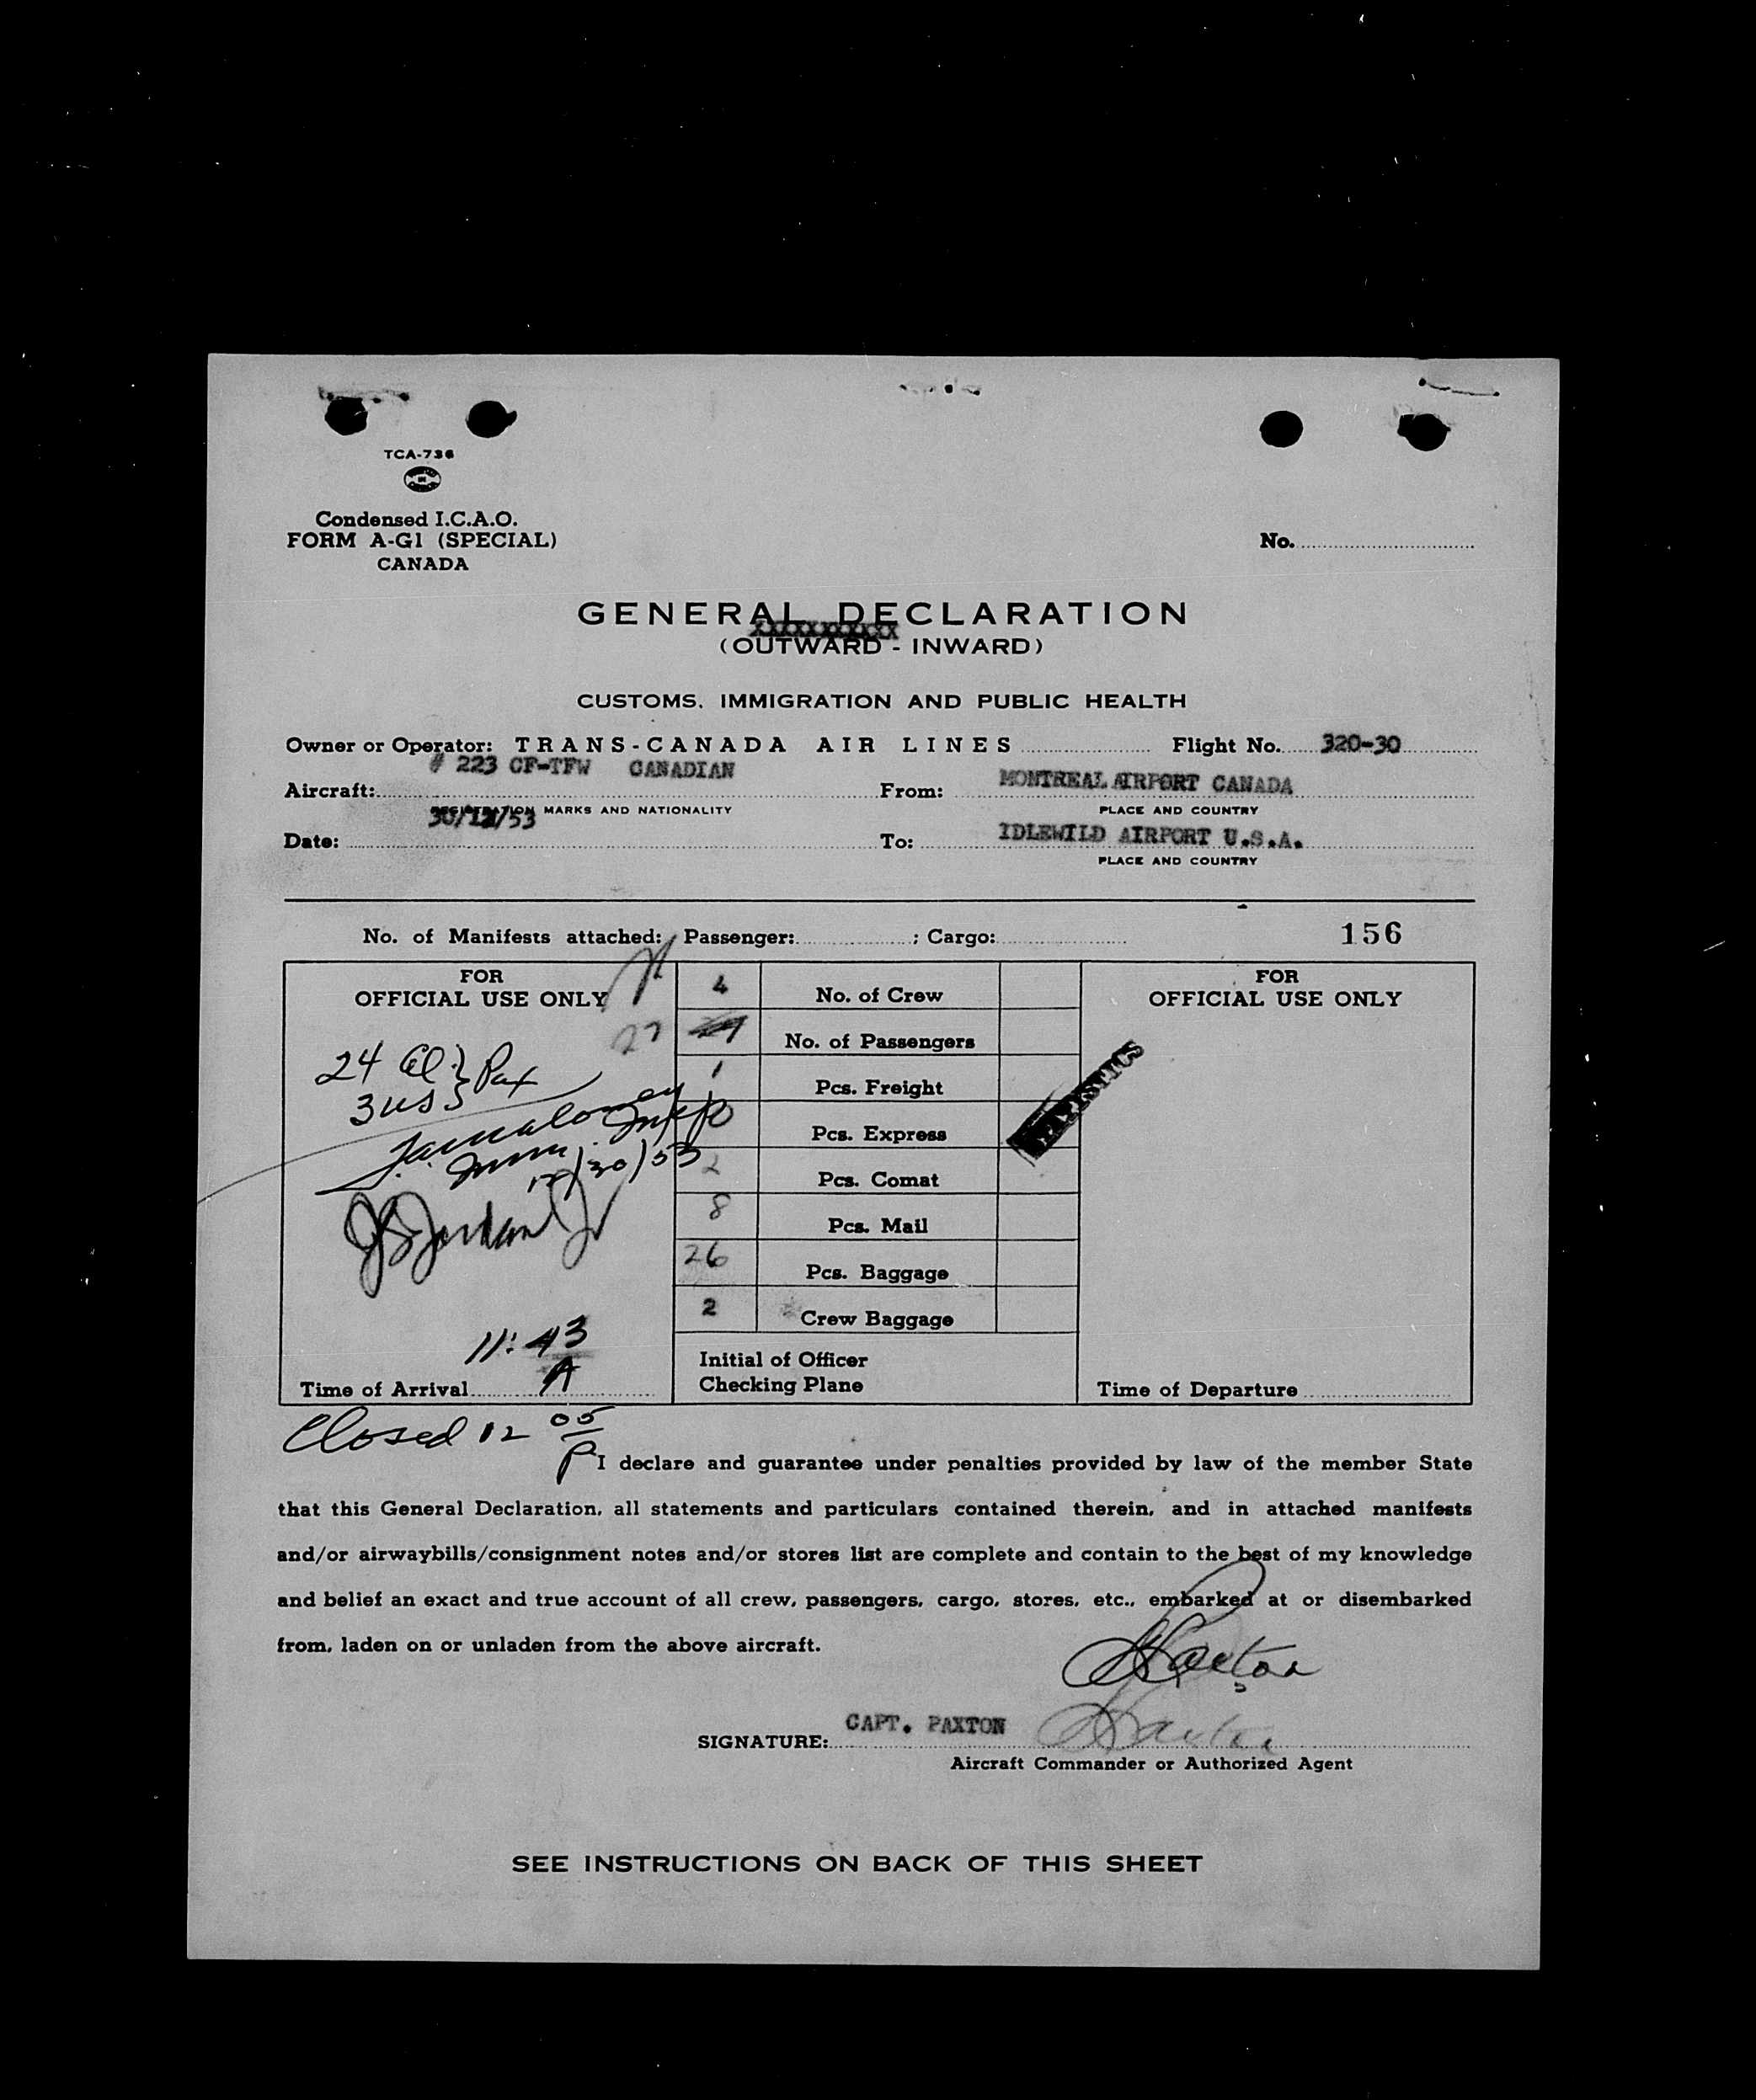 TCA-736
Condensed I.C.A.O.
FORM A-G1 (SPECIAL)
CANADA
No.
GENERAL DECLARATION
XXXXXXXXXXX
(OUTWARD - INWARD)
CUSTOMS, IMMIGRATION AND PUBLIC HEALTH
Owner or Operator: TRANS-CANADA AIR LINES Flight No. 320-30
# 223 CF-TFW CANADIAN
Aircraft: From: MONTREAL AIRPORT CANADA
REGISTRATION MARKS AND NATIONALITY PLACE AND COUNTRY
30/12/53
Date: To: IDLEWILD AIRPORT U.S.A.
PLACE AND COUNTRY
No. of Manifests attached: Passenger: ; Cargo: 156
FOR
OFFICIAL USE ONLY
24 Al. } Pax
3 US
Imm. Insp
12/30/53
JB Jordan Jr
11:43
A
Time of Arrival
4 No. of Crew
27 No. of Passengers
1 Pcs. Freight
Pcs. Express
2 Pcs. Comat
8 Pcs. Mail
26 Pcs. Baggage
2 Crew Baggage
Initial of Officer
Checking Plane
FOR
OFFICIAL USE ONLY
STATISTICS
Time of Departure
Closed 12 05
P
I declare and guarantee under penalties provided by law of the member State
that this General Declaration, all statements and particulars contained therein, and in attached manifests
and/or airwaybills/consignment notes and/or stores list are complete and contain to the best of my knowledge
and belief an exact and true account of all crew, passengers, cargo, stores, etc., embarked at or disembarked
from, laden on or unladen from the above aircraft.
Paxton
SIGNATURE: CAPT. PAXTON
Aircraft Commander or Authorized Agent
SEE INSTRUCTIONS ON BACK OF THIS SHEET